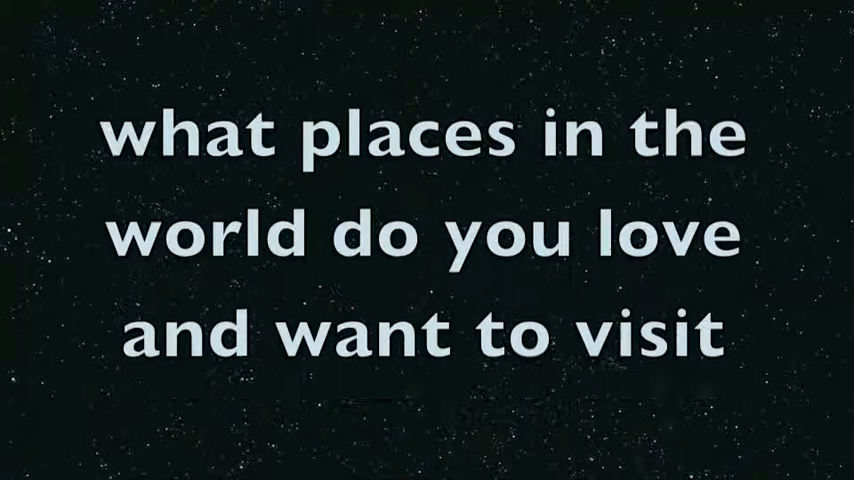 what places in the
world do you love
and want to visit